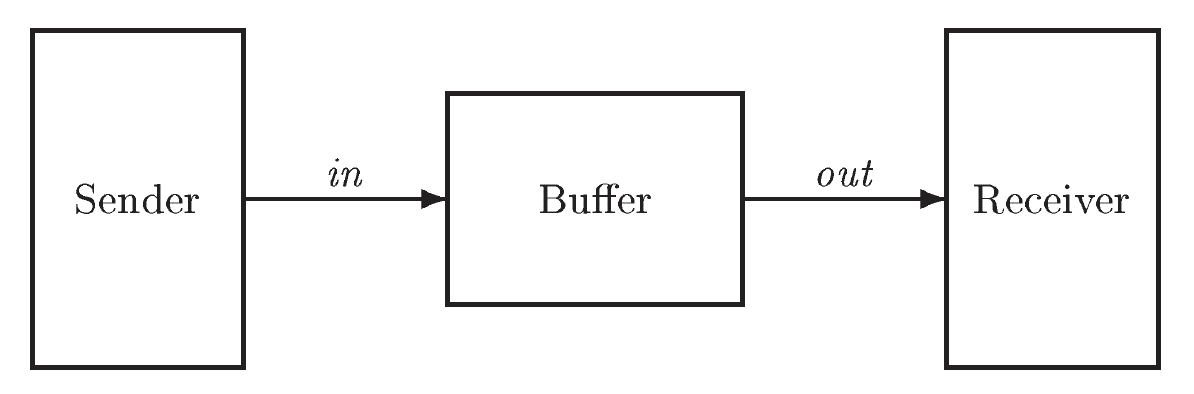 in
out
Sender
Buffer
Receiver